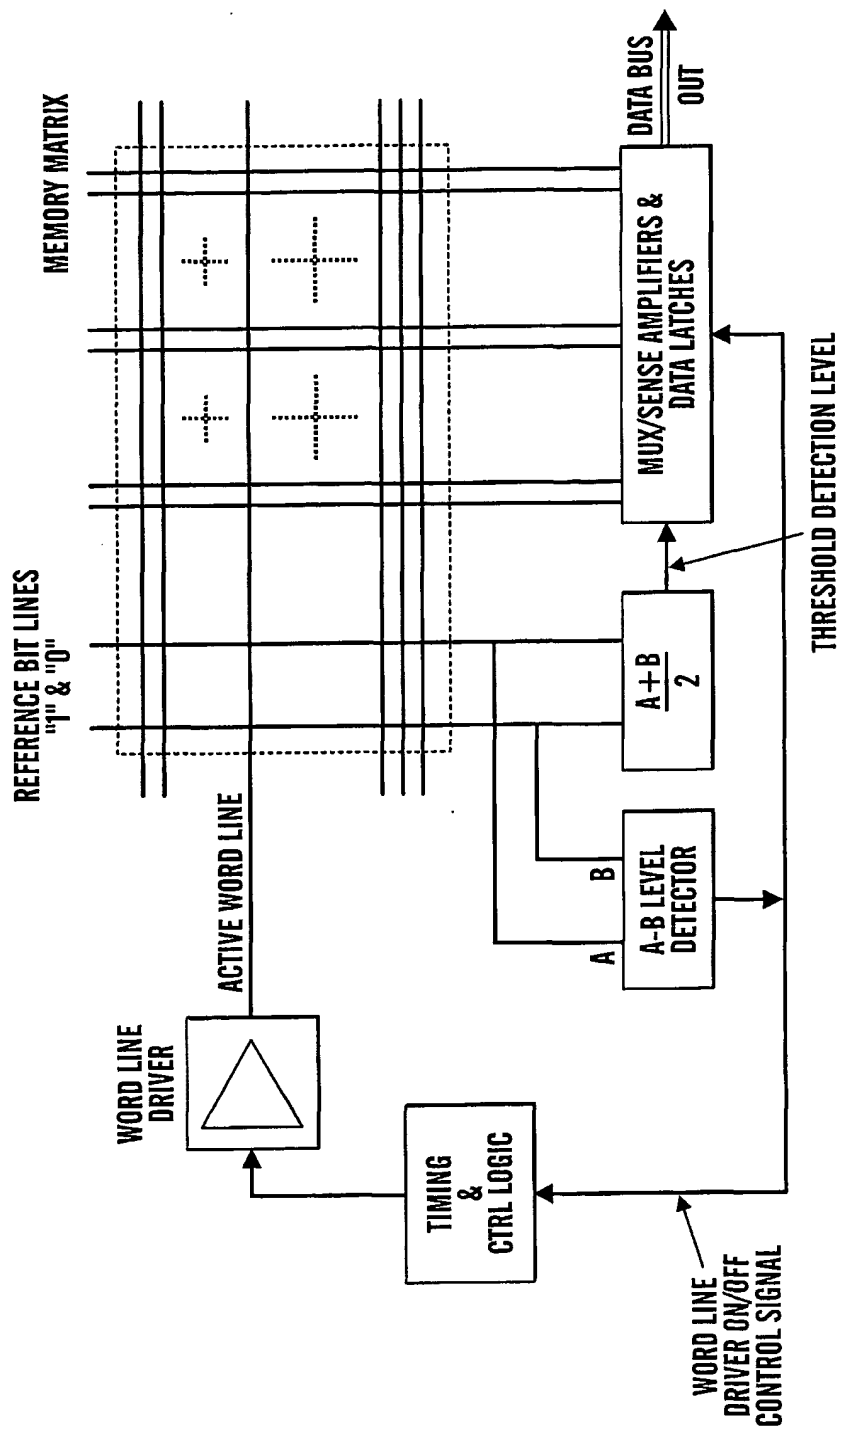 REFERENCE BIT LINES
"1" & "0"
MEMORY MATRIX
WORD LINE
DRIVER
ACTIVE WORD LINE
TIMING
&
CTRL LOGIC
A
B
A-B LEVEL
DETECTOR
A+B
2
MUX/SENSE AMPLIFIERS &
DATA LATCHES
DATA BUS
OUT
WORD LINE
DRIVER ON/OFF
CONTROL SIGNAL
THRESHOLD DETECTION LEVEL